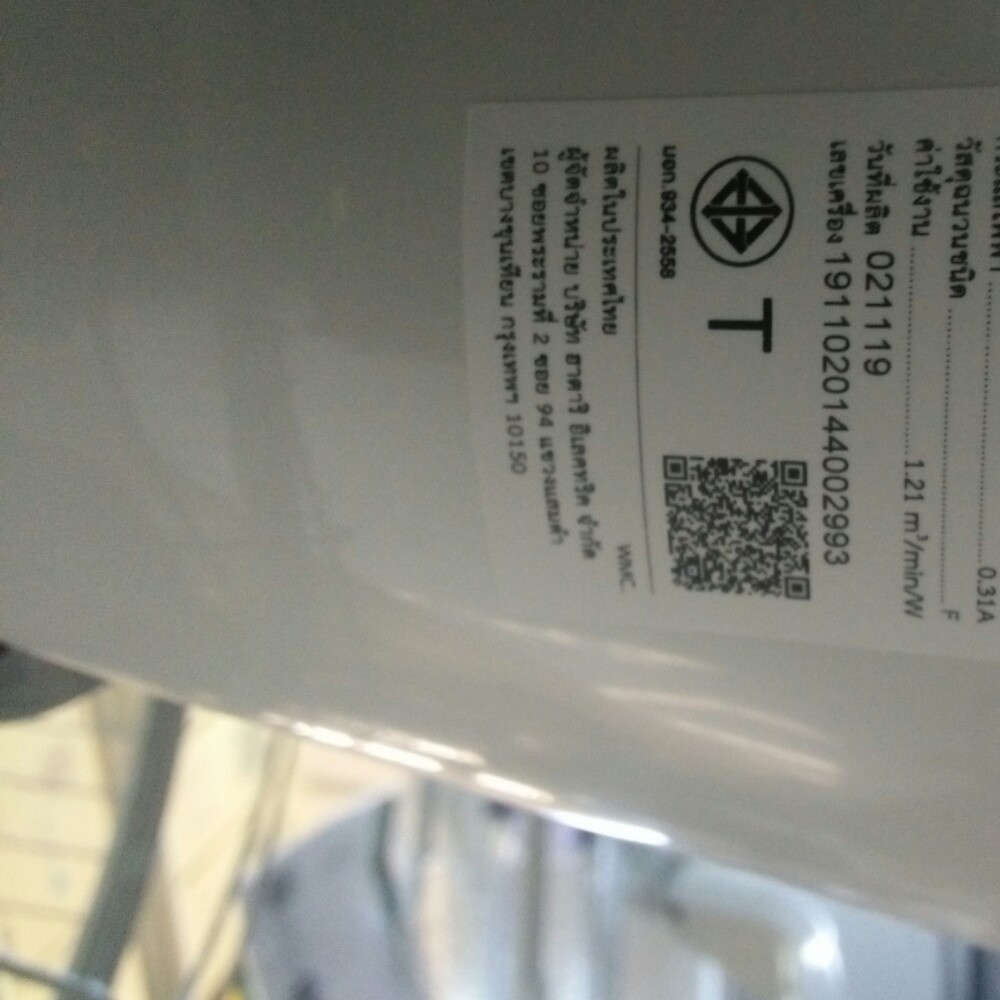 0.31A
วัสดุฉนวนชนิด ........ F
ค่าใช้งาน ........ 1.21 m³/min/W
วันที่ผลิต 021119
เลขเครื่อง 1911020144002993
T
มอก.934-2558
WMC.
ผลิตในประเทศไทย
ผู้จัดจำหน่าย บริษัท ฮาตาริ อิเลคทริค จำกัด
10 ซอยพระรามที่ 2 ซอย 94 แขวงแสมดำ
เขตบางขุนเทียน กรุงเทพฯ 10150